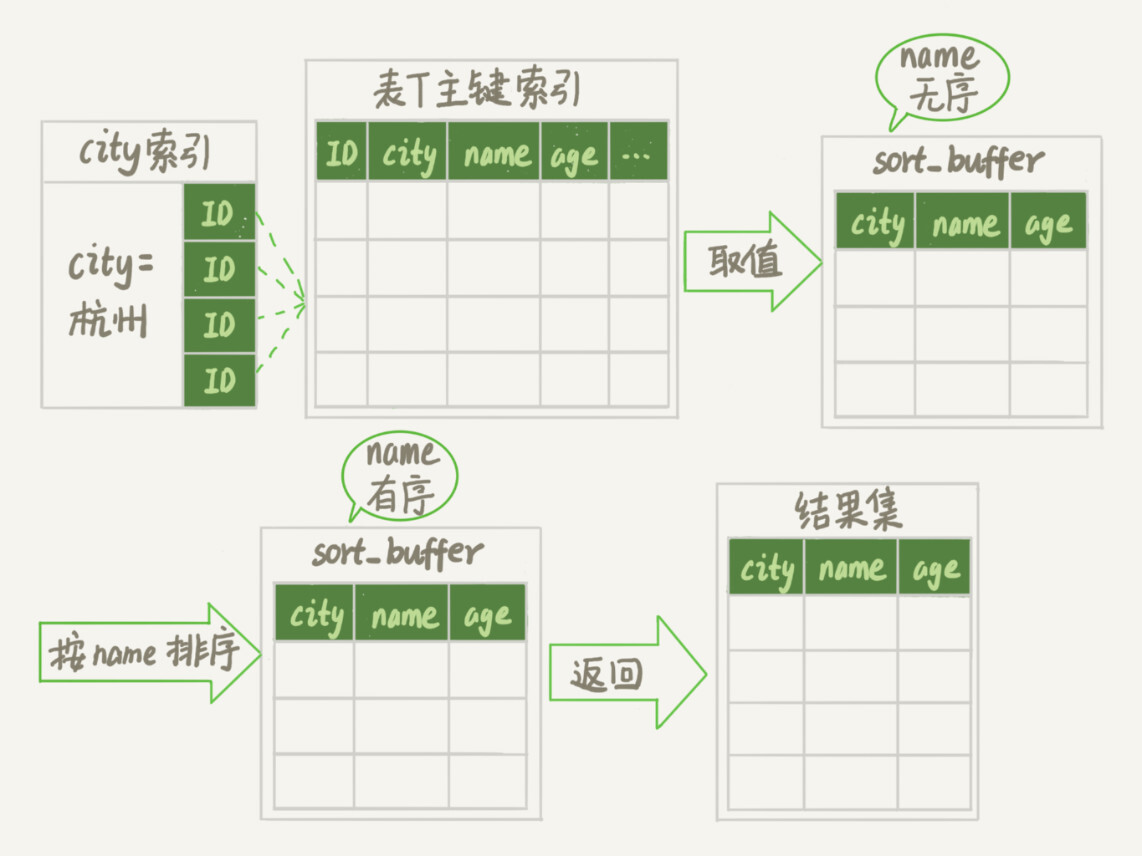 city索引
city=
杭州
ID
ID
ID
ID
表T主键索引
ID city name age ...
取值
name
无序
sort_buffer
city name age
按name排序
name
有序
sort_buffer
city name age
返回
结果集
city name age